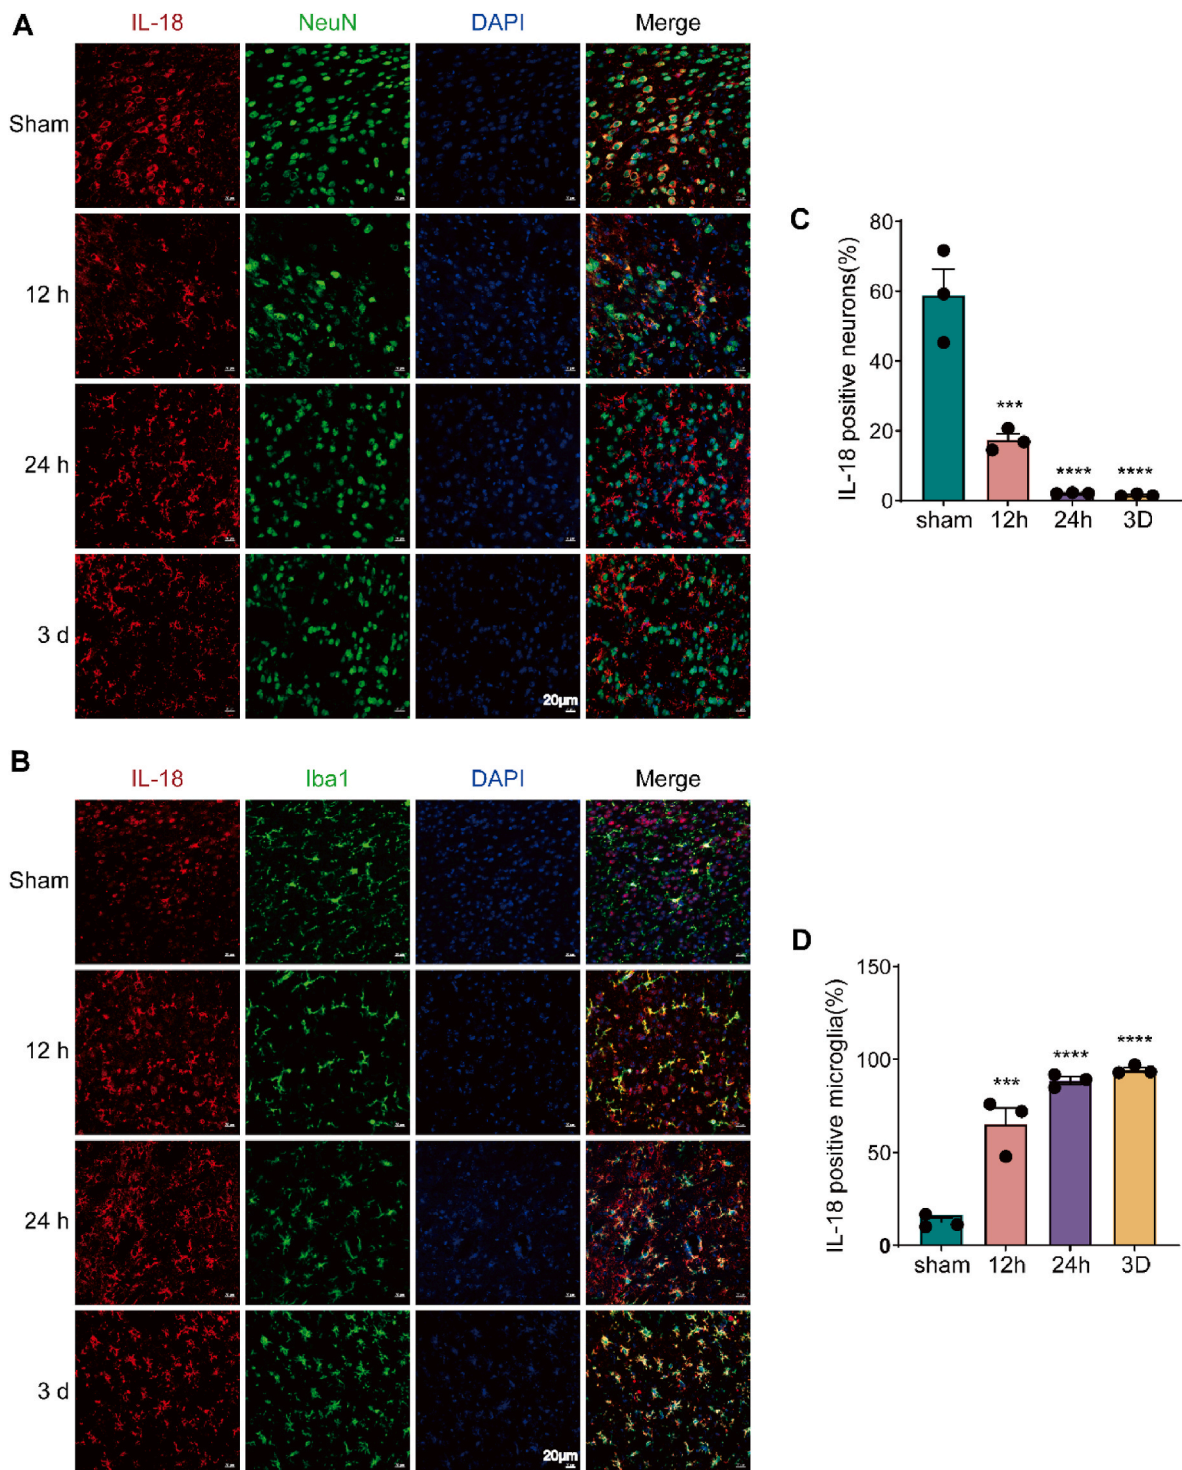 A
IL-18 NeuN DAPI Merge
Sham
12 h
24 h
3 d
20μm
B
IL-18 Iba1 DAPI Merge
Sham
12 h
24 h
3 d
20μm
C
IL-18 positive neurons(%)
80
60
40
20
0
***
****
****
sham 12h 24h 3D
D
IL-18 positive microglia(%)
150
100
50
0
***
****
****
sham 12h 24h 3D